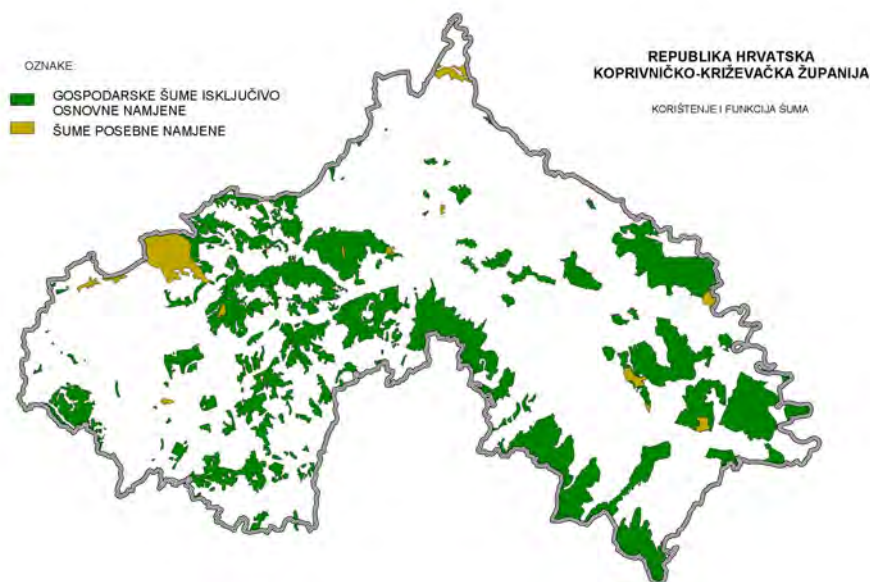 OZNAKE:
GOSPODARSKE ŠUME ISKLJUČIVO
OSNOVNE NAMJENE
ŠUME POSEBNE NAMJENE
REPUBLIKA HRVATSKA
KOPRIVNIČKO-KRIŽEVAČKA ŽUPANIJA
KORIŠTENJE I FUNKCIJA ŠUMA